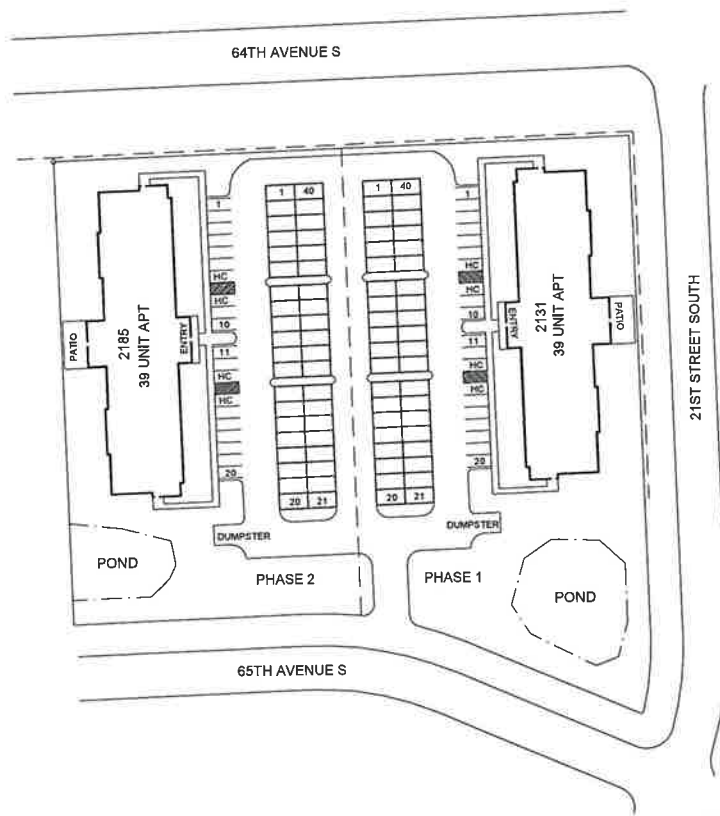 64TH AVENUE S
1 40
1 40
1
1
HC
HC
HC
HC
10
10
11
11
HC
HC
HC
HC
20
20
20 21
20 21
PATIO
2185
39 UNIT APT
ENTRY
ENTRY
2131
39 UNIT APT
PATIO
21ST STREET SOUTH
DUMPSTER
DUMPSTER
POND
PHASE 2
PHASE 1
POND
65TH AVENUE S